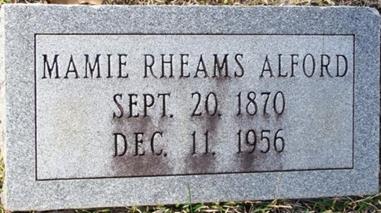 MAMIE RHEAMS ALFORD
SEPT. 20. 1870
DEC. 11. 1956